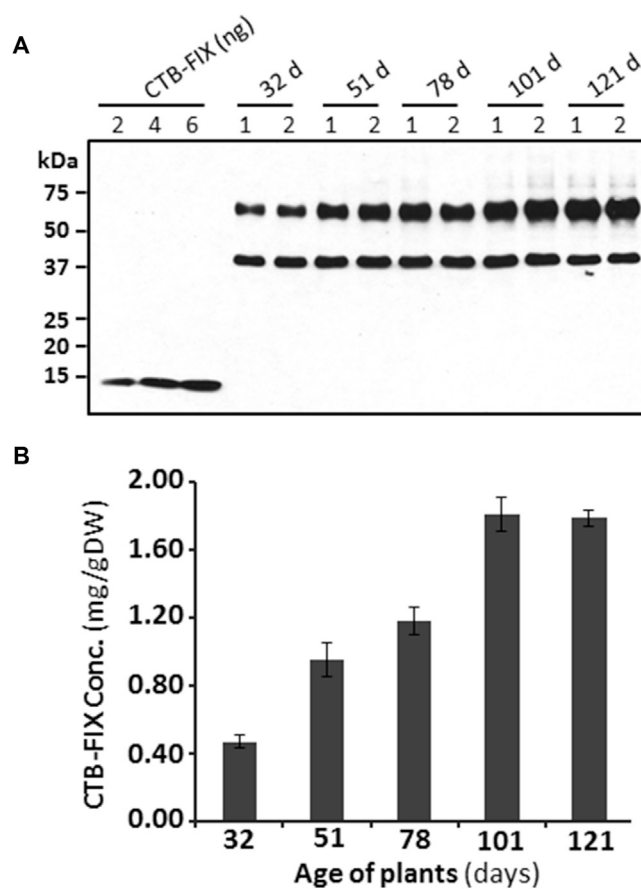 A
CTB-FIX (ng)
32 d
51 d
78 d
101 d
121 d
2 4 6 1 2 1 2 1 2 1 2 1 2
kDa
75
50
37
25
20
15
B
CTB-FIX Conc. (mg/gDW)
2.00
1.60
1.20
0.80
0.40
0.00
32 51 78 101 121
Age of plants (days)